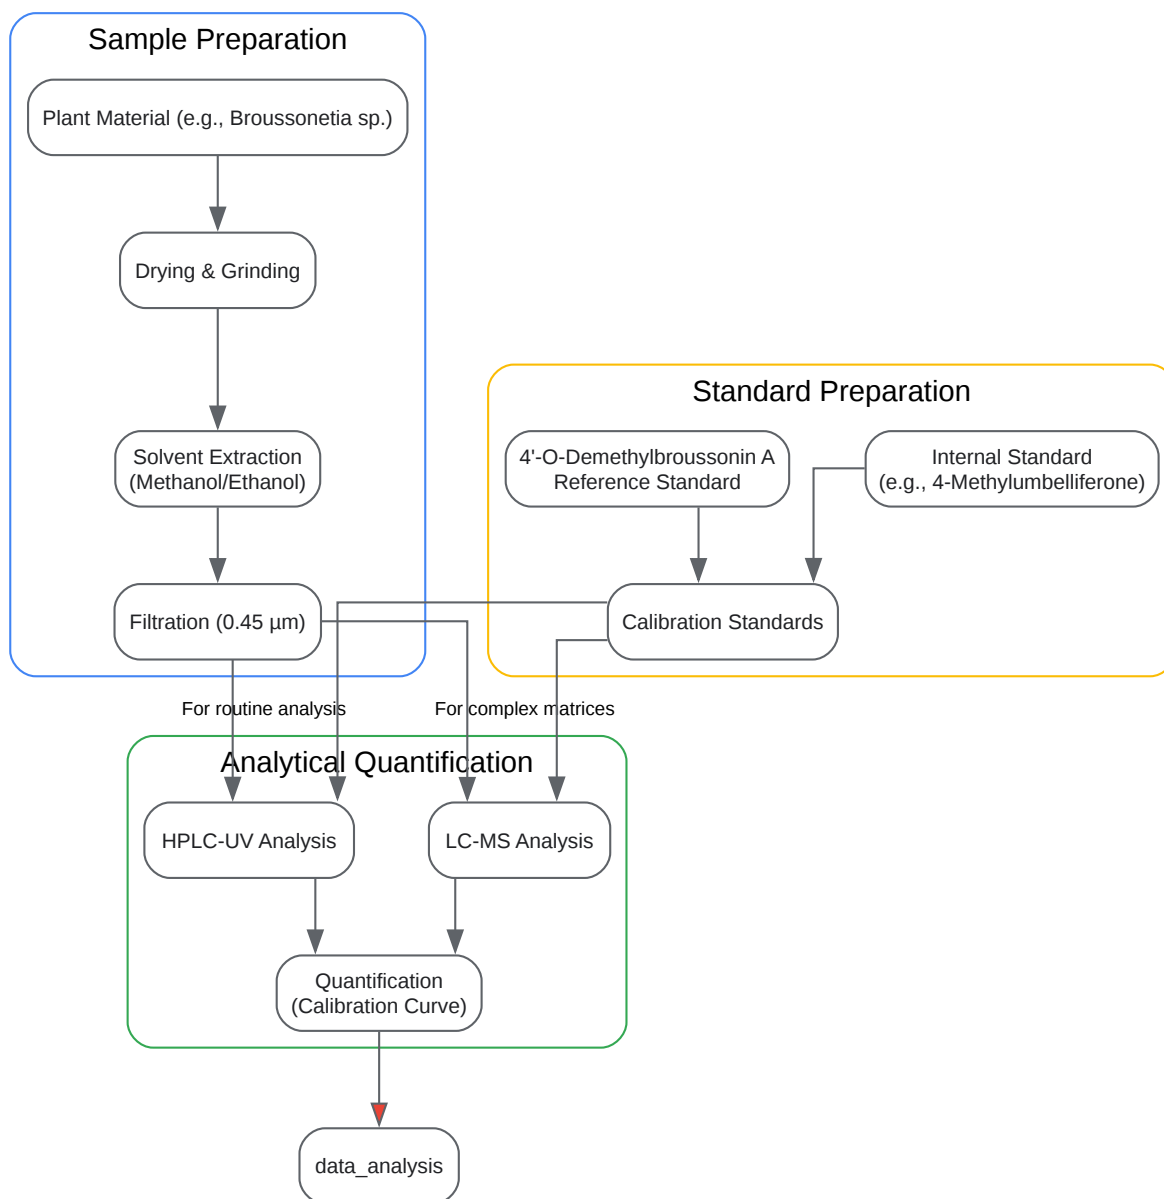 Sample Preparation
Plant Material (e.g., Broussonetia sp.)
Drying & Grinding
Solvent Extraction
(Methanol/Ethanol)
Filtration (0.45 µm)
Standard Preparation
4'-O-Demethylbroussonin A
Reference Standard
Internal Standard
(e.g., 4-Methylumbelliferone)
Calibration Standards
For routine analysis
For complex matrices
Analytical Quantification
HPLC-UV Analysis
LC-MS Analysis
Quantification
(Calibration Curve)
data_analysis